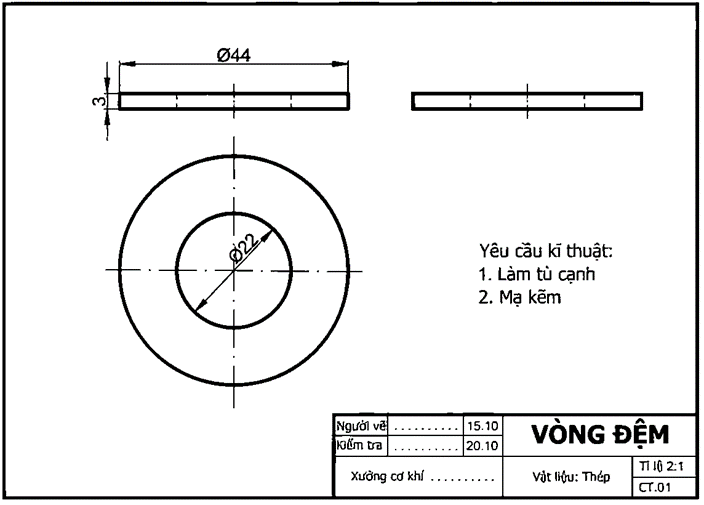 Ø44
3
Ø22
Yêu cầu kĩ thuật:
1. Làm tù cạnh
2. Mạ kẽm
Người vẽ .......... 15.10
Kiểm tra .......... 20.10
VÒNG ĐỆM
Xưởng cơ khí ..........
Vật liệu: Thép
Tỉ lệ 2:1
CT.01